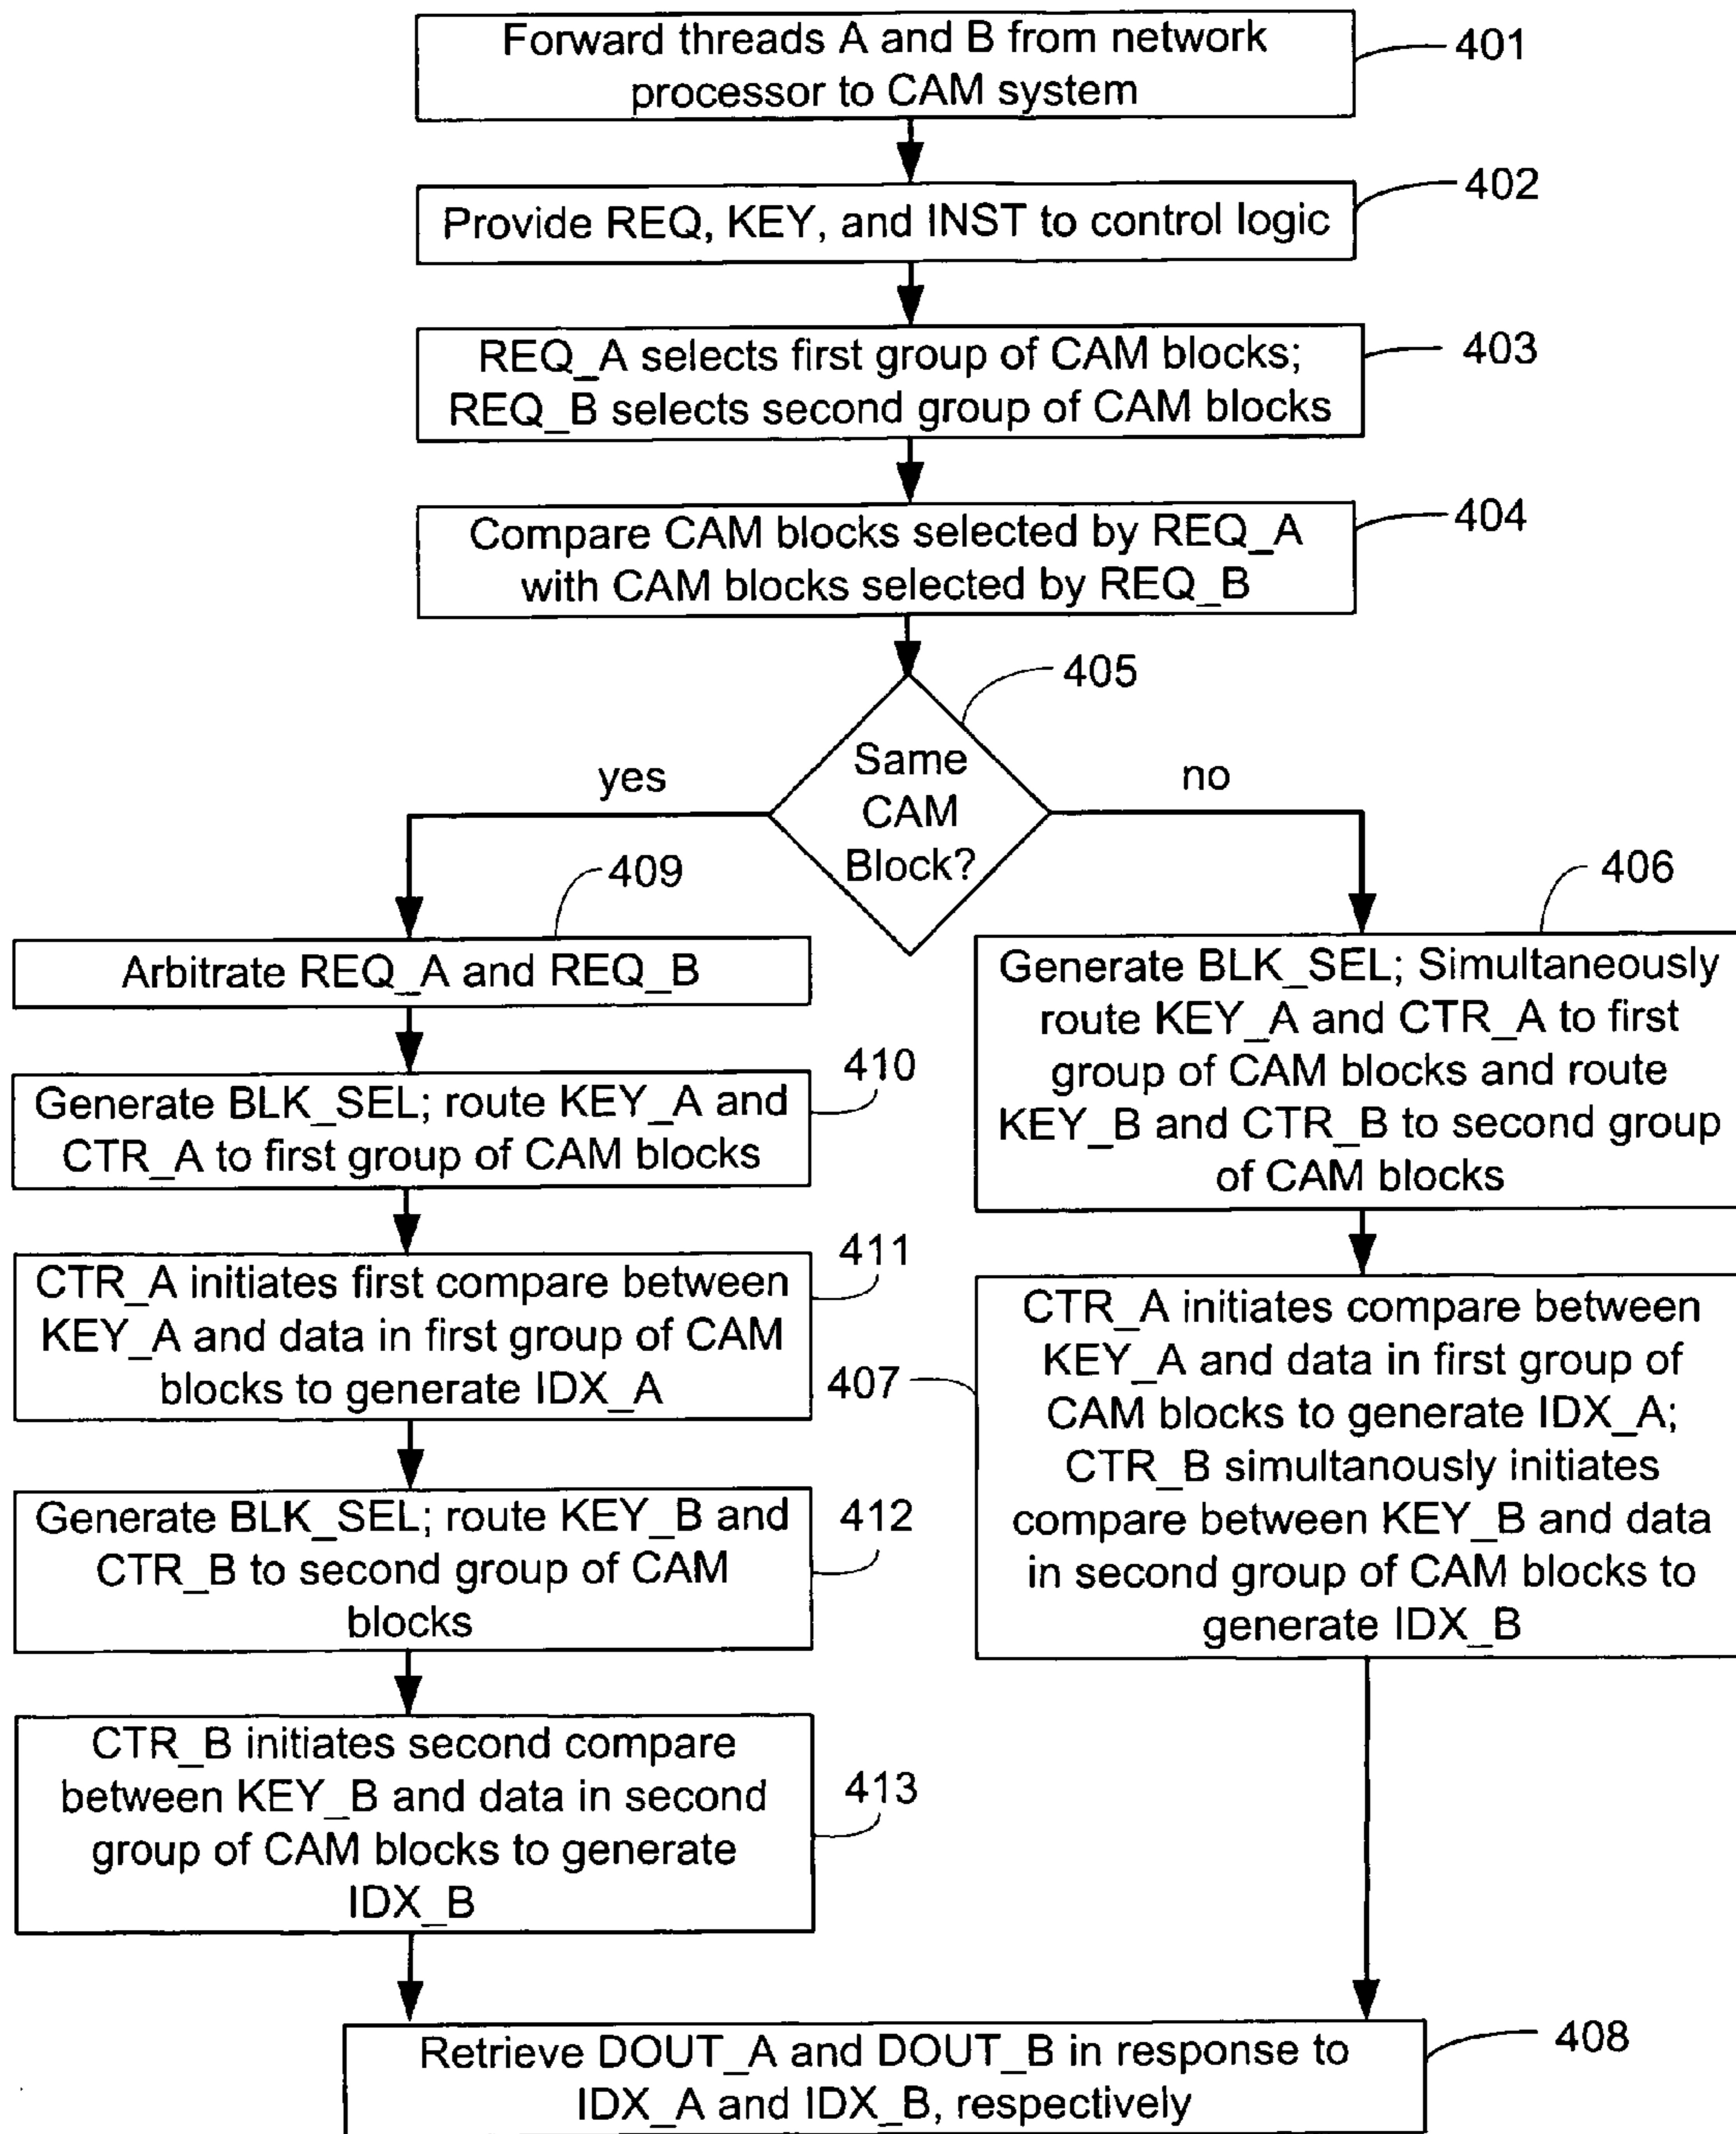 Forward threads A and B from network
processor to CAM system
401
Provide REQ, KEY, and INST to control logic
402
REQ_A selects first group of CAM blocks;
REQ_B selects second group of CAM blocks
403
Compare CAM blocks selected by REQ_A
with CAM blocks selected by REQ_B
404
405
Same
CAM
Block?
yes
no
409
Arbitrate REQ_A and REQ_B
410
Generate BLK_SEL; route KEY_A and
CTR_A to first group of CAM blocks
411
CTR_A initiates first compare between
KEY_A and data in first group of CAM
blocks to generate IDX_A
412
Generate BLK_SEL; route KEY_B and
CTR_B to second group of CAM
blocks
413
CTR_B initiates second compare
between KEY_B and data in second
group of CAM blocks to generate
IDX_B
406
Generate BLK_SEL; Simultaneously
route KEY_A and CTR_A to first
group of CAM blocks and route
KEY_B and CTR_B to second group
of CAM blocks
407
CTR_A initiates compare between
KEY_A and data in first group of
CAM blocks to generate IDX_A;
CTR_B simultanously initiates
compare between KEY_B and data
in second group of CAM blocks to
generate IDX_B
Retrieve DOUT_A and DOUT_B in response to
IDX_A and IDX_B, respectively
408